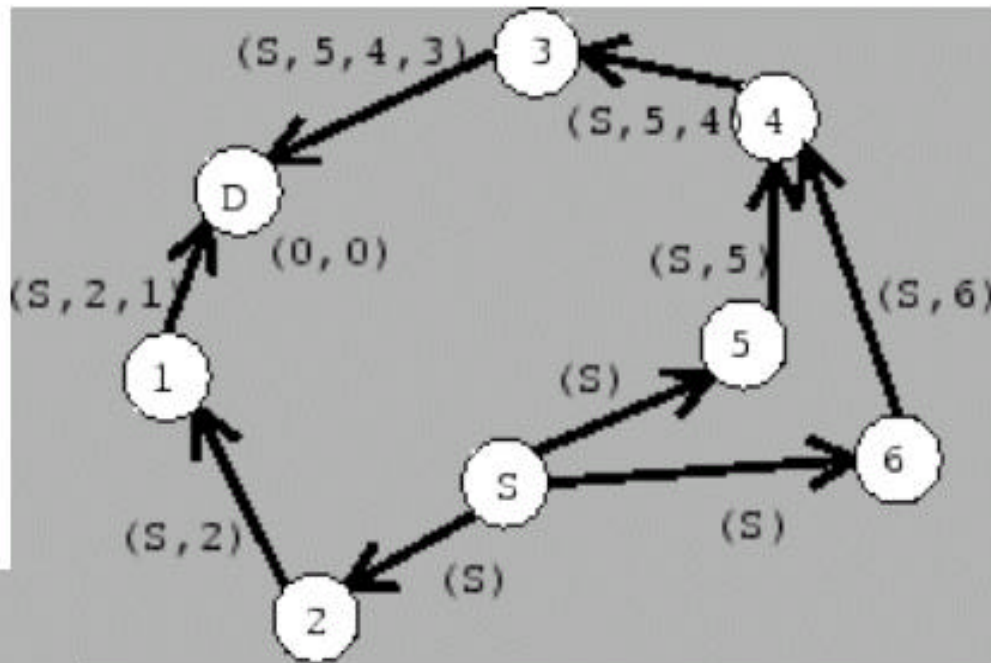 (S,5,4,3)
3
(S,5,4)
4
D
(0,0)
(S,5)
(S,6)
(S,2,1)
5
1
(S)
6
S
(S)
(S,2)
(S)
2